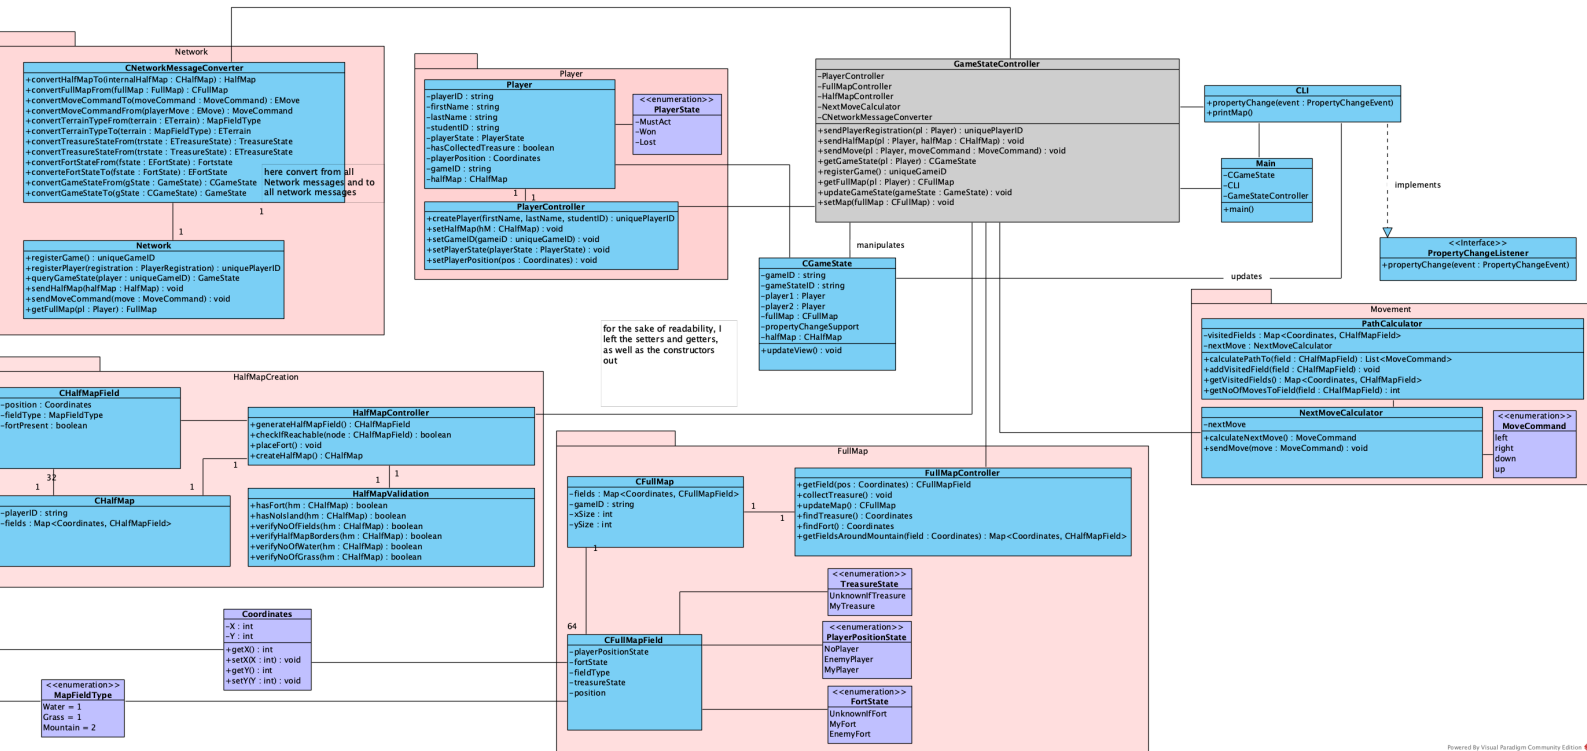 Network
CNetworkMessageConverter
+convertHalfMapTo(internalHalfMap : CHalfMap) : HalfMap
+convertFullMapFrom(fullMap : FullMap) : CFullMap
+convertMoveCommandTo(moveCommand : MoveCommand) : EMove
+convertMoveCommandFrom(playerMove : EMove) : MoveCommand
+convertTerrainTypeFrom(terrain : ETerrain) : MapFieldType
+convertTerrainTypeTo(terrain : MapFieldType) : ETerrain
+convertTreasureStateFrom(trstate : ETreasureState) : TreasureState
+convertTreasureStateFrom(trstate : TreasureState) : ETreasureState
+convertFortStateFrom(fstate : EFortState) : Fortstate
+converteFortStateTo(fstate : FortState) : EFortState
+convertGameStateFrom(gState : GameState) : CGameState
+convertGameStateTo(gState : CGameState) : GameState
here convert from all
Network messages and to
all network messages
1
1
Network
+registerGame() : uniqueGameID
+registerPlayer(registration : PlayerRegistration) : uniquePlayerID
+queryGameState(player : uniqueGameID) : GameState
+sendHalfMap(halfMap : HalfMap) : void
+sendMoveCommand(move : MoveCommand) : void
+getFullMap(pl : Player) : FullMap
Player
Player
-playerID : string
-firstName : string
-lastName : string
-studentID : string
-playerState : PlayerState
-hasCollectedTreasure : boolean
-playerPosition : Coordinates
-gameID : string
-halfMap : CHalfMap
<<enumeration>>
PlayerState
-MustAct
-Won
-Lost
1
1
PlayerController
+createPlayer(firstName, lastName, studentID) : uniquePlayerID
+setHalfMap(hM : CHalfMap) : void
+setGameID(gameiD : uniqueGameID) : void
+setPlayerState(playerState : PlayerState) : void
+setPlayerPosition(pos : Coordinates) : void
GameStateController
-PlayerController
-FullMapController
-HalfMapController
-NextMoveCalculator
-CNetworkMessageConverter
+sendPlayerRegistration(pl : Player) : uniquePlayerID
+sendHalfMap(pl : Player, halfMap : CHalfMap) : void
+sendMove(pl : Player, moveCommand : MoveCommand) : void
+getGameState(pl : Player) : CGameState
+registerGame() : uniqueGameiD
+getFullMap(pl : Player) : CFullMap
+updateGameState(gameState : GameState) : void
+setMap(fullMap : CFullMap) : void
manipulates
CLI
+propertyChange(event : PropertyChangeEvent)
+printMap()
Main
-CGameState
-CLI
-GameStateController
+main()
implements
<<Interface>>
PropertyChangeListener
+propertyChange(event : PropertyChangeEvent)
updates
CGameState
-gameID : string
-gameStateID : string
-player1 : Player
-player2 : Player
-fullMap : CFullMap
-propertyChangeSupport
-halfMap : CHalfMap
+updateView() : void
for the sake of readability, I
left the setters and getters,
as well as the constructors
out
Movement
PathCalculator
-visitedFields : Map<Coordinates, CHalfMapField>
-nextMove : NextMoveCalculator
+calculatePathTo(field : CHalfMapField) : List<MoveCommand>
+addVisitedField(field : CHalfMapField) : void
+getVisitedFields() : Map<Coordinates, CHalfMapField>
+getNoOfMovesToField(field : CHalfMapField) : int
NextMoveCalculator
-nextMove
+calculateNextMove() : MoveCommand
+sendMove(move : MoveCommand) : void
<<enumeration>>
MoveCommand
left
right
down
up
HalfMapCreation
CHalfMapField
-position : Coordinates
-fieldType : MapFieldType
-fortPresent : boolean
HalfMapController
+generateHalfMapField() : CHalfMapField
+checkIfReachable(node : CHalfMapField) : boolean
+placeFort() : void
+createHalfMap() : CHalfMap
32
1
1
1
1
1
CHalfMap
-playerID : string
-fields : Map<Coordinates, CHalfMapField>
HalfMapValidation
+hasFort(hm : CHalfMap) : boolean
+hasNoIsland(hm : CHalfMap) : boolean
+verifyNoOfFields(hm : CHalfMap) : boolean
+verifyHalfMapBorders(hm : CHalfMap) : boolean
+verifyNoOfWater(hm : CHalfMap) : boolean
+verifyNoOfGrass(hm : CHalfMap) : boolean
FullMap
CFullMap
-fields : Map<Coordinates, CFullMapField>
-gameID : string
-xSize : int
-ySize : int
1
1
FullMapController
+getField(pos : Coordinates) : CFullMapField
+collectTreasure() : void
+updateMap() : CFullMap
+findTreasure() : Coordinates
+findFort() : Coordinates
+getFieldsAroundMountain(field : Coordinates) : Map<Coordinates, CHalfMapField>
1
64
CFullMapField
-playerPositionState
-fortState
-fieldType
-treasureState
-position
<<enumeration>>
TreasureState
UnknownIfTreasure
MyTreasure
<<enumeration>>
PlayerPositionState
NoPlayer
EnemyPlayer
MyPlayer
<<enumeration>>
FortState
UnknownIfFort
MyFort
EnemyFort
Coordinates
-X : int
-Y : int
+getX() : int
+setX(X : int) : void
+getY() : int
+setY(Y : int) : void
<<enumeration>>
MapFieldType
Water = 1
Grass = 1
Mountain = 2
Powered By Visual Paradigm Community Edition